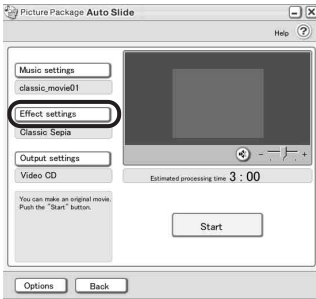 Picture Package Auto Slide
Help ?
Music settings
classic_movie01
Effect settings
Classic Sepia
Output settings
Video CD
Estimated processing time 3 : 00
You can make an original movie.
Push the "Start" button.
Start
Options Back